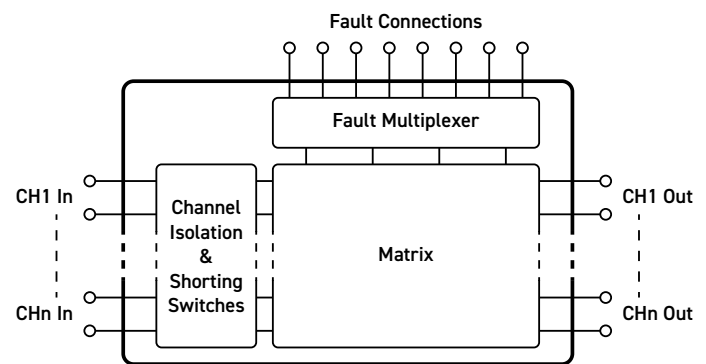 Fault Connections
Fault Multiplexer
CH1 In
Channel
Isolation
&
Shorting
Switches
Matrix
CH1 Out
CHn In
CHn Out